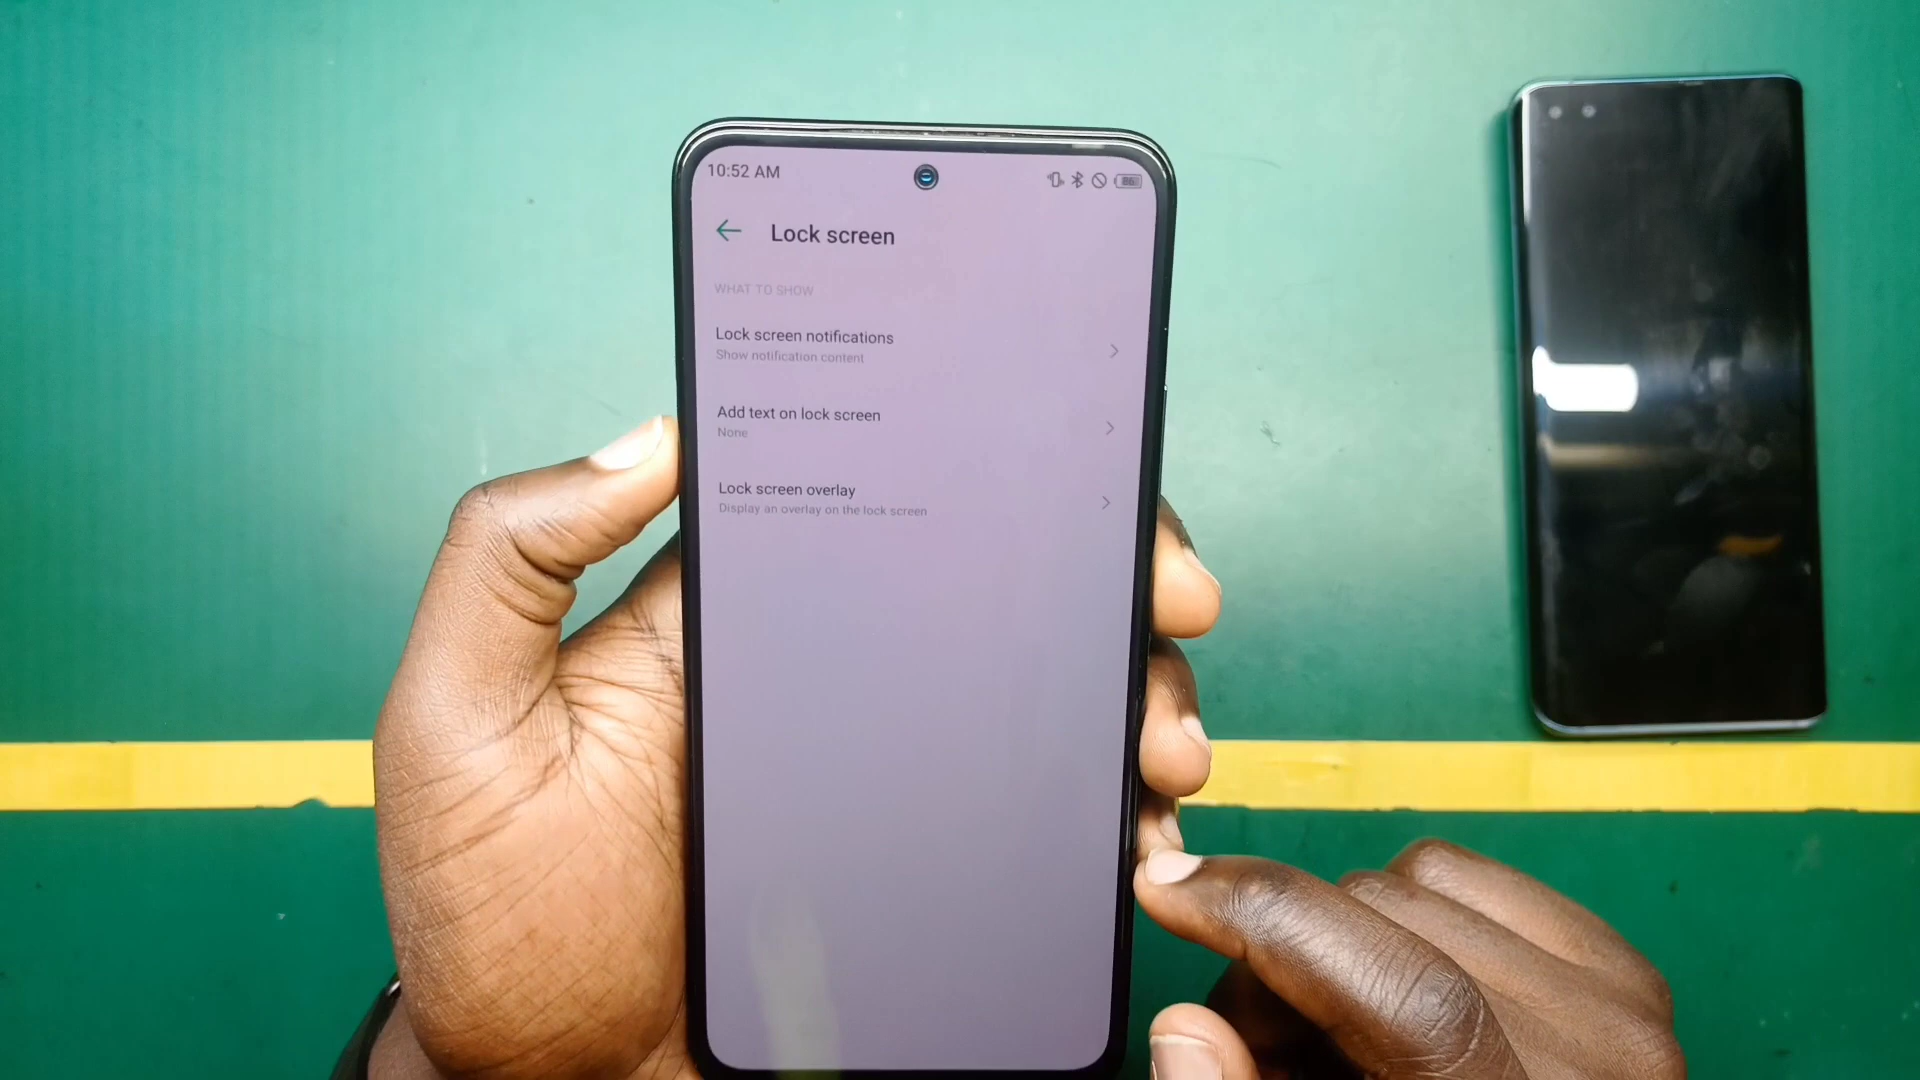 10:52 AM
86
Lock screen
WHAT TO SHOW
Lock screen notifications
Show notification content
Add text on lock screen
None
Lock screen overlay
Display an overlay on the lock screen